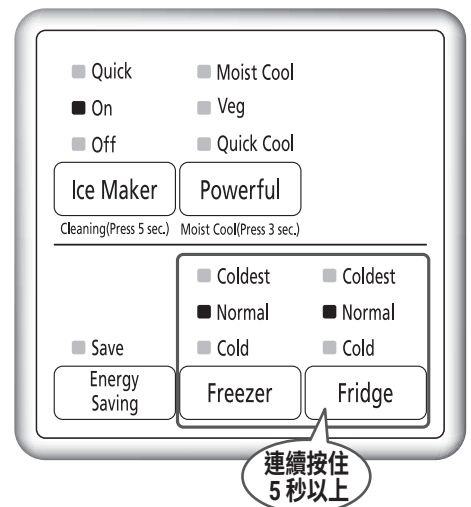 Quick
Moist Cool
On
Veg
Off
Quick Cool
Ice Maker
Powerful
Cleaning(Press 5 sec.)
Moist Cool(Press 3 sec.)
Coldest
Coldest
Normal
Normal
Save
Cold
Cold
Energy
Saving
Freezer
Fridge
連續按住
5 秒以上